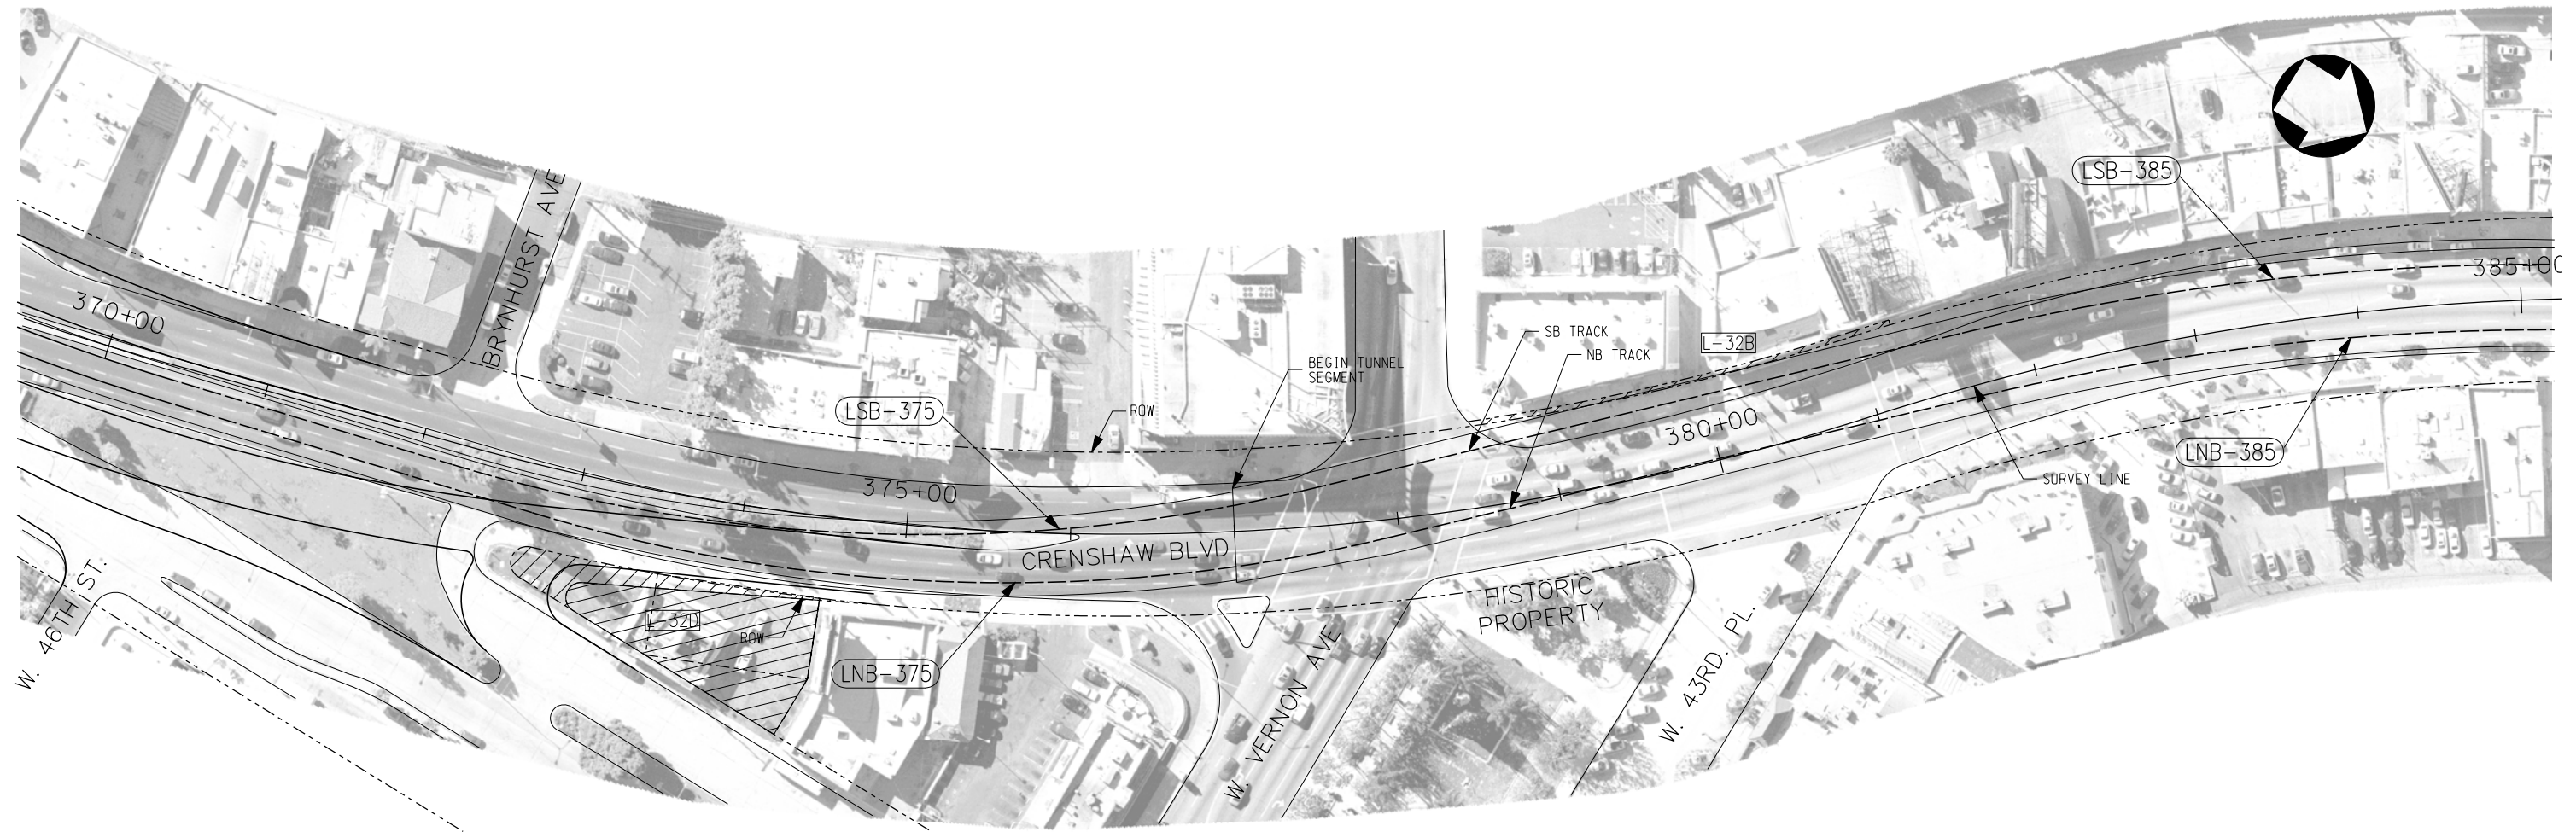 LSB-385
370+00
BRYNHURST AVE
385+00
SB TRACK
NB TRACK
L-32B
BEGIN TUNNEL
SEGMENT
LSB-375
ROW
380+00
LNB-385
SURVEY LINE
375+00
CRENSHAW BLVD
W. 46TH ST.
L-32D
ROW
LNB-375
HISTORIC
PROPERTY
W. VERNON AVE
W. 43RD. PL.